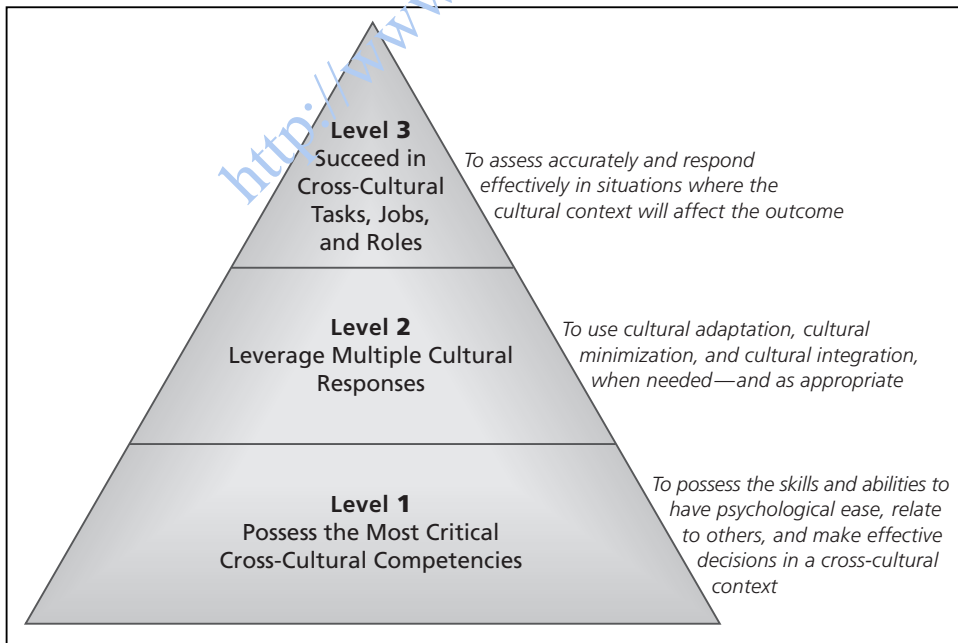 http://www
Level 3
Succeed in
Cross-Cultural
Tasks, Jobs,
and Roles
To assess accurately and respond
effectively in situations where the
cultural context will affect the outcome
Level 2
Leverage Multiple Cultural
Responses
To use cultural adaptation, cultural
minimization, and cultural integration,
when needed—and as appropriate
Level 1
Possess the Most Critical
Cross-Cultural Competencies
To possess the skills and abilities to
have psychological ease, relate
to others, and make effective
decisions in a cross-cultural
context